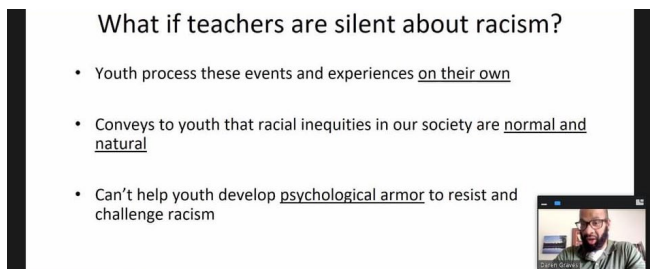 What if teachers are silent about racism?
• Youth process these events and experiences on their own
• Conveys to youth that racial inequities in our society are normal and
natural
• Can't help youth develop psychological armor to resist and
challenge racism
Daren Graves